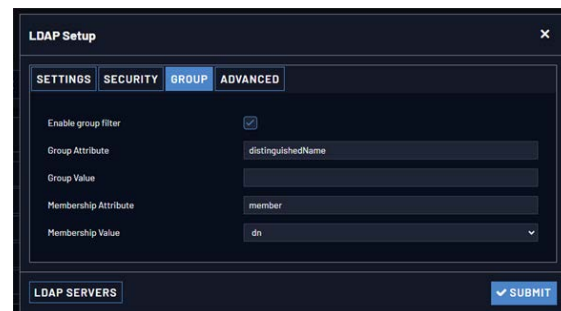 LDAP Setup ×
SETTINGS SECURITY GROUP ADVANCED
Enable group filter
Group Attribute distinguishedName
Group Value
Membership Attribute member
Membership Value dn
LDAP SERVERS SUBMIT